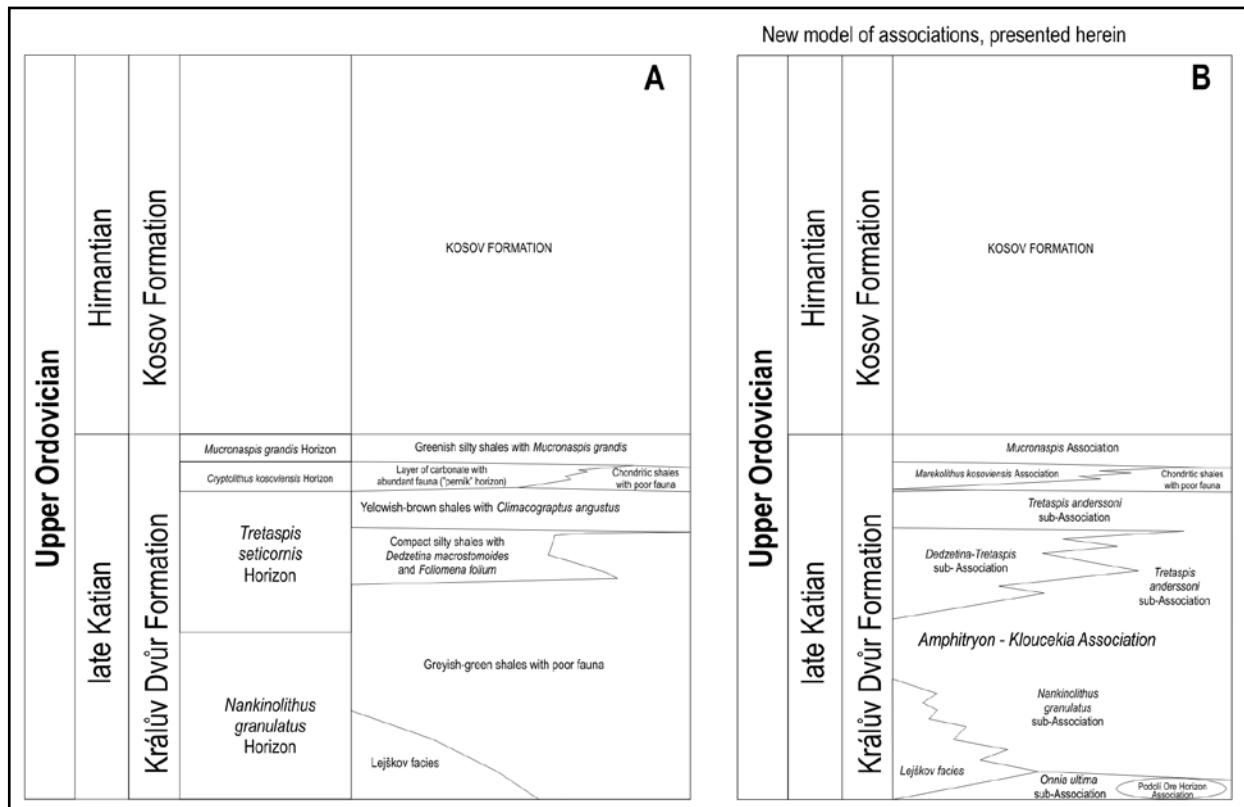 New model of associations, presented herein
A
Upper Ordovician
Hirnantian
Kosov Formation
KOSOV FORMATION
late Katian
Králův Dvůr Formation
Mucronaspis grandis Horizon
Greenish silty shales with Mucronaspis grandis
Cryptolithus kosoviensis Horizon
Layer of carbonate with
abundant fauna ("perník" horizon)
Chondritic shales
with poor fauna
Tretaspis
seticornis
Horizon
Yelowish-brown shales with Climacograptus angustus
Compact silty shales with
Dedzetina macrostomoides
and Foliomena folium
Greyish-green shales with poor fauna
Nankinolithus
granulatus
Horizon
Lejškov facies
B
Upper Ordovician
Hirnantian
Kosov Formation
KOSOV FORMATION
late Katian
Králův Dvůr Formation
Mucronaspis Association
Marekolithus kosoviensis Association
Chondritic shales
with poor fauna
Tretaspis anderssoni
sub-Association
Dedzetina-Tretaspis
sub- Association
Tretaspis
anderssoni
sub-Association
Amphitryon - Kloucekia Association
Nankinolithus
granulatus
sub-Association
Lejškov facies
Onnia ultima
sub-Association
Podolí Ore Horizon
Association